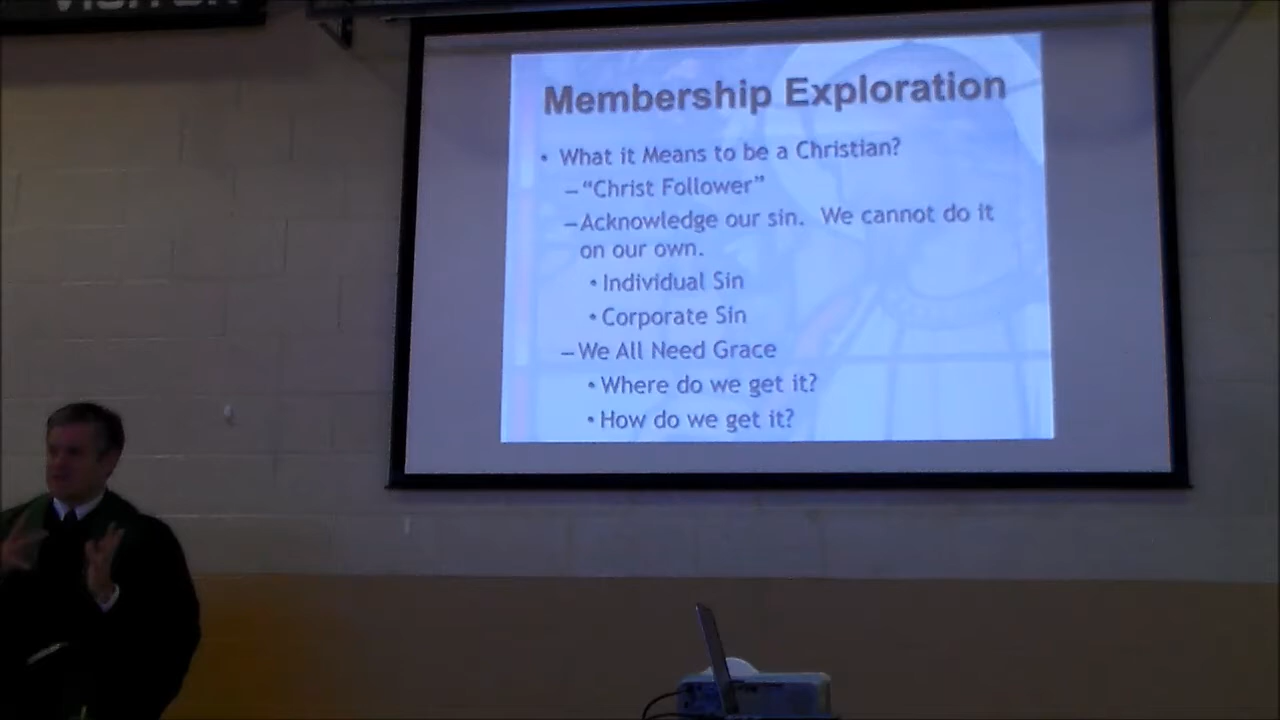 VISITOR
Membership Exploration
• What it Means to be a Christian?
– “Christ Follower”
– Acknowledge our sin. We cannot do it
on our own.
• Individual Sin
• Corporate Sin
– We All Need Grace
• Where do we get it?
• How do we get it?